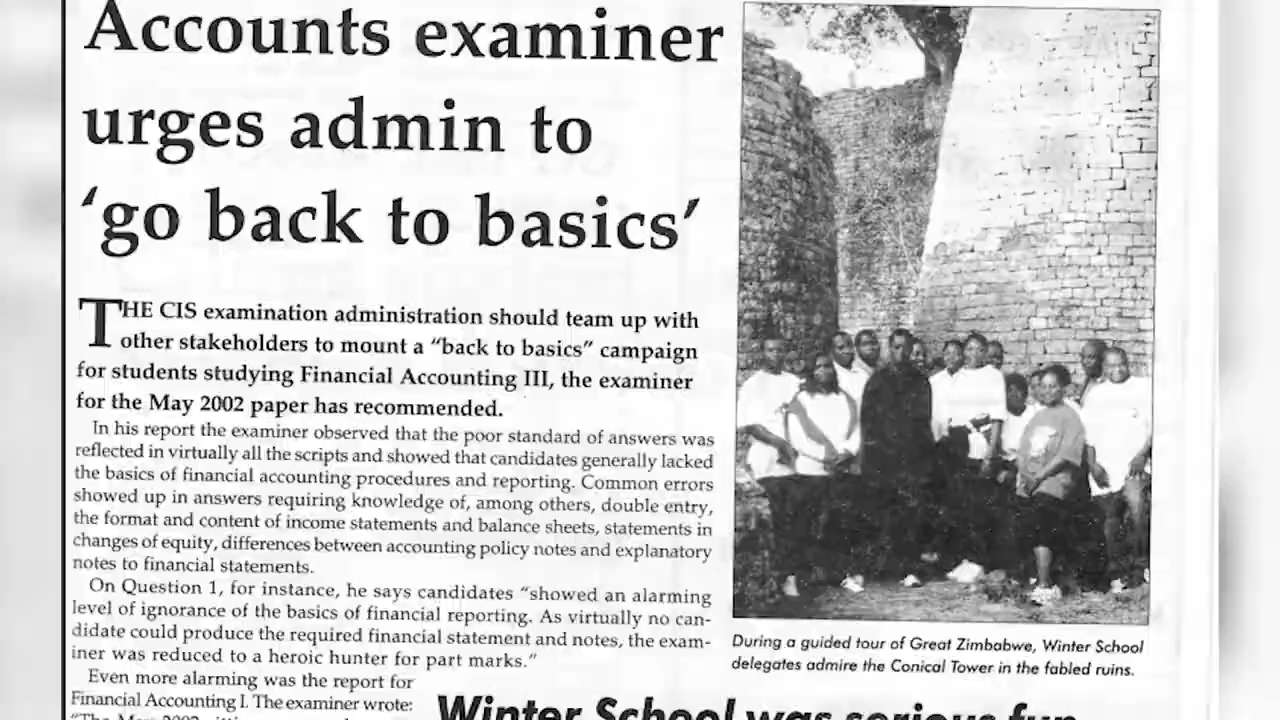 Accounts examiner
urges admin to
‘go back to basics’
THE CIS examination administration should team up with
other stakeholders to mount a “back to basics” campaign
for students studying Financial Accounting III, the examiner
for the May 2002 paper has recommended.
In his report the examiner observed that the poor standard of answers was
reflected in virtually all the scripts and showed that candidates generally lacked
the basics of financial accounting procedures and reporting. Common errors
showed up in answers requiring knowledge of, among others, double entry,
the format and content of income statements and balance sheets, statements in
changes of equity, differences between accounting policy notes and explanatory
notes to financial statements.
On Question 1, for instance, he says candidates “showed an alarming
level of ignorance of the basics of financial reporting. As virtually no can-
didate could produce the required financial statement and notes, the exam-
iner was reduced to a heroic hunter for part marks.”
Even more alarming was the report for
Financial Accounting I. The examiner wrote:
“The May 2002
During a guided tour of Great Zimbabwe, Winter School
delegates admire the Conical Tower in the fabled ruins.
Winter School was serious fun